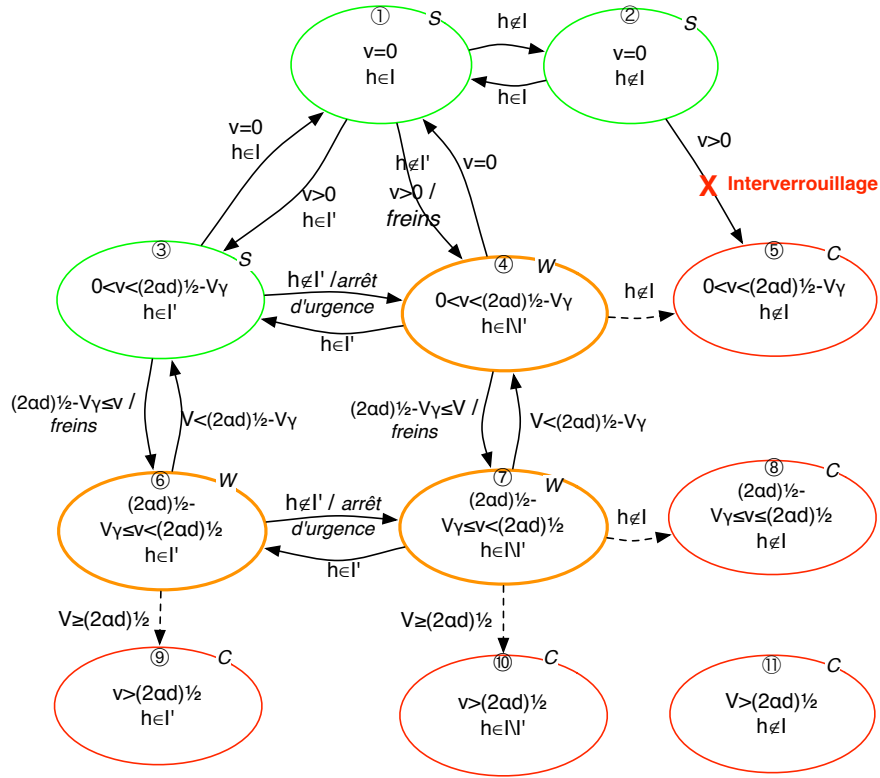 ① S
v=0
h∈I
h∉I
h∈I
② S
v=0
h∉I
v=0
h∈I
v>0
h∈I'
h∉I'
v>0 /
freins
v=0
v>0
X Interverrouillage
③ S
0<v<(2αd)½-Vγ
h∈I'
h∉I' /arrêt
d'urgence
h∈I'
④ W
0<v<(2αd)½-Vγ
h∈I\I'
h∉I
⑤ C
0<v<(2αd)½-Vγ
h∉I
(2αd)½-Vγ≤v /
freins
V<(2αd)½-Vγ
(2αd)½-Vγ≤V /
freins
V<(2αd)½-Vγ
⑥ W
(2αd)½-
Vγ≤v<(2αd)½
h∈I'
h∉I' / arrêt
d'urgence
h∈I'
⑦ W
(2αd)½-
Vγ≤v<(2αd)½
h∈I\I'
h∉I
⑧ C
(2αd)½-
Vγ≤v≤(2αd)½
h∉I
V≥(2αd)½
V≥(2αd)½
⑨ C
v>(2αd)½
h∈I'
⑩ C
v>(2αd)½
h∈I\I'
⑪ C
V>(2αd)½
h∉I